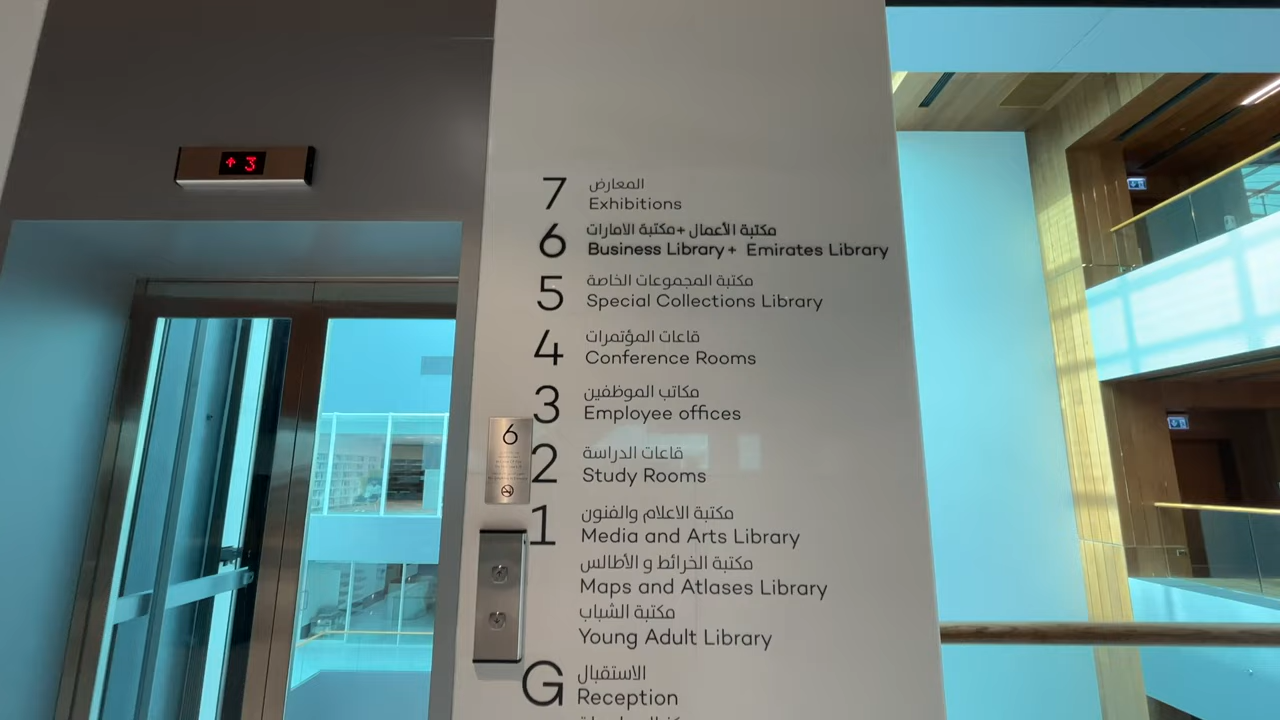 3
7 المعارض
Exhibitions
6 مكتبة الأعمال + مكتبة الامارات
Business Library + Emirates Library
5 مكتبة المجموعات الخاصة
Special Collections Library
4 قاعات المؤتمرات
Conference Rooms
3 مكاتب الموظفين
Employee offices
6
2 قاعات الدراسة
Study Rooms
1 مكتبة الاعلام والفنون
Media and Arts Library
مكتبة الخرائط و الأطالس
Maps and Atlases Library
مكتبة الشباب
Young Adult Library
G الاستقبال
Reception